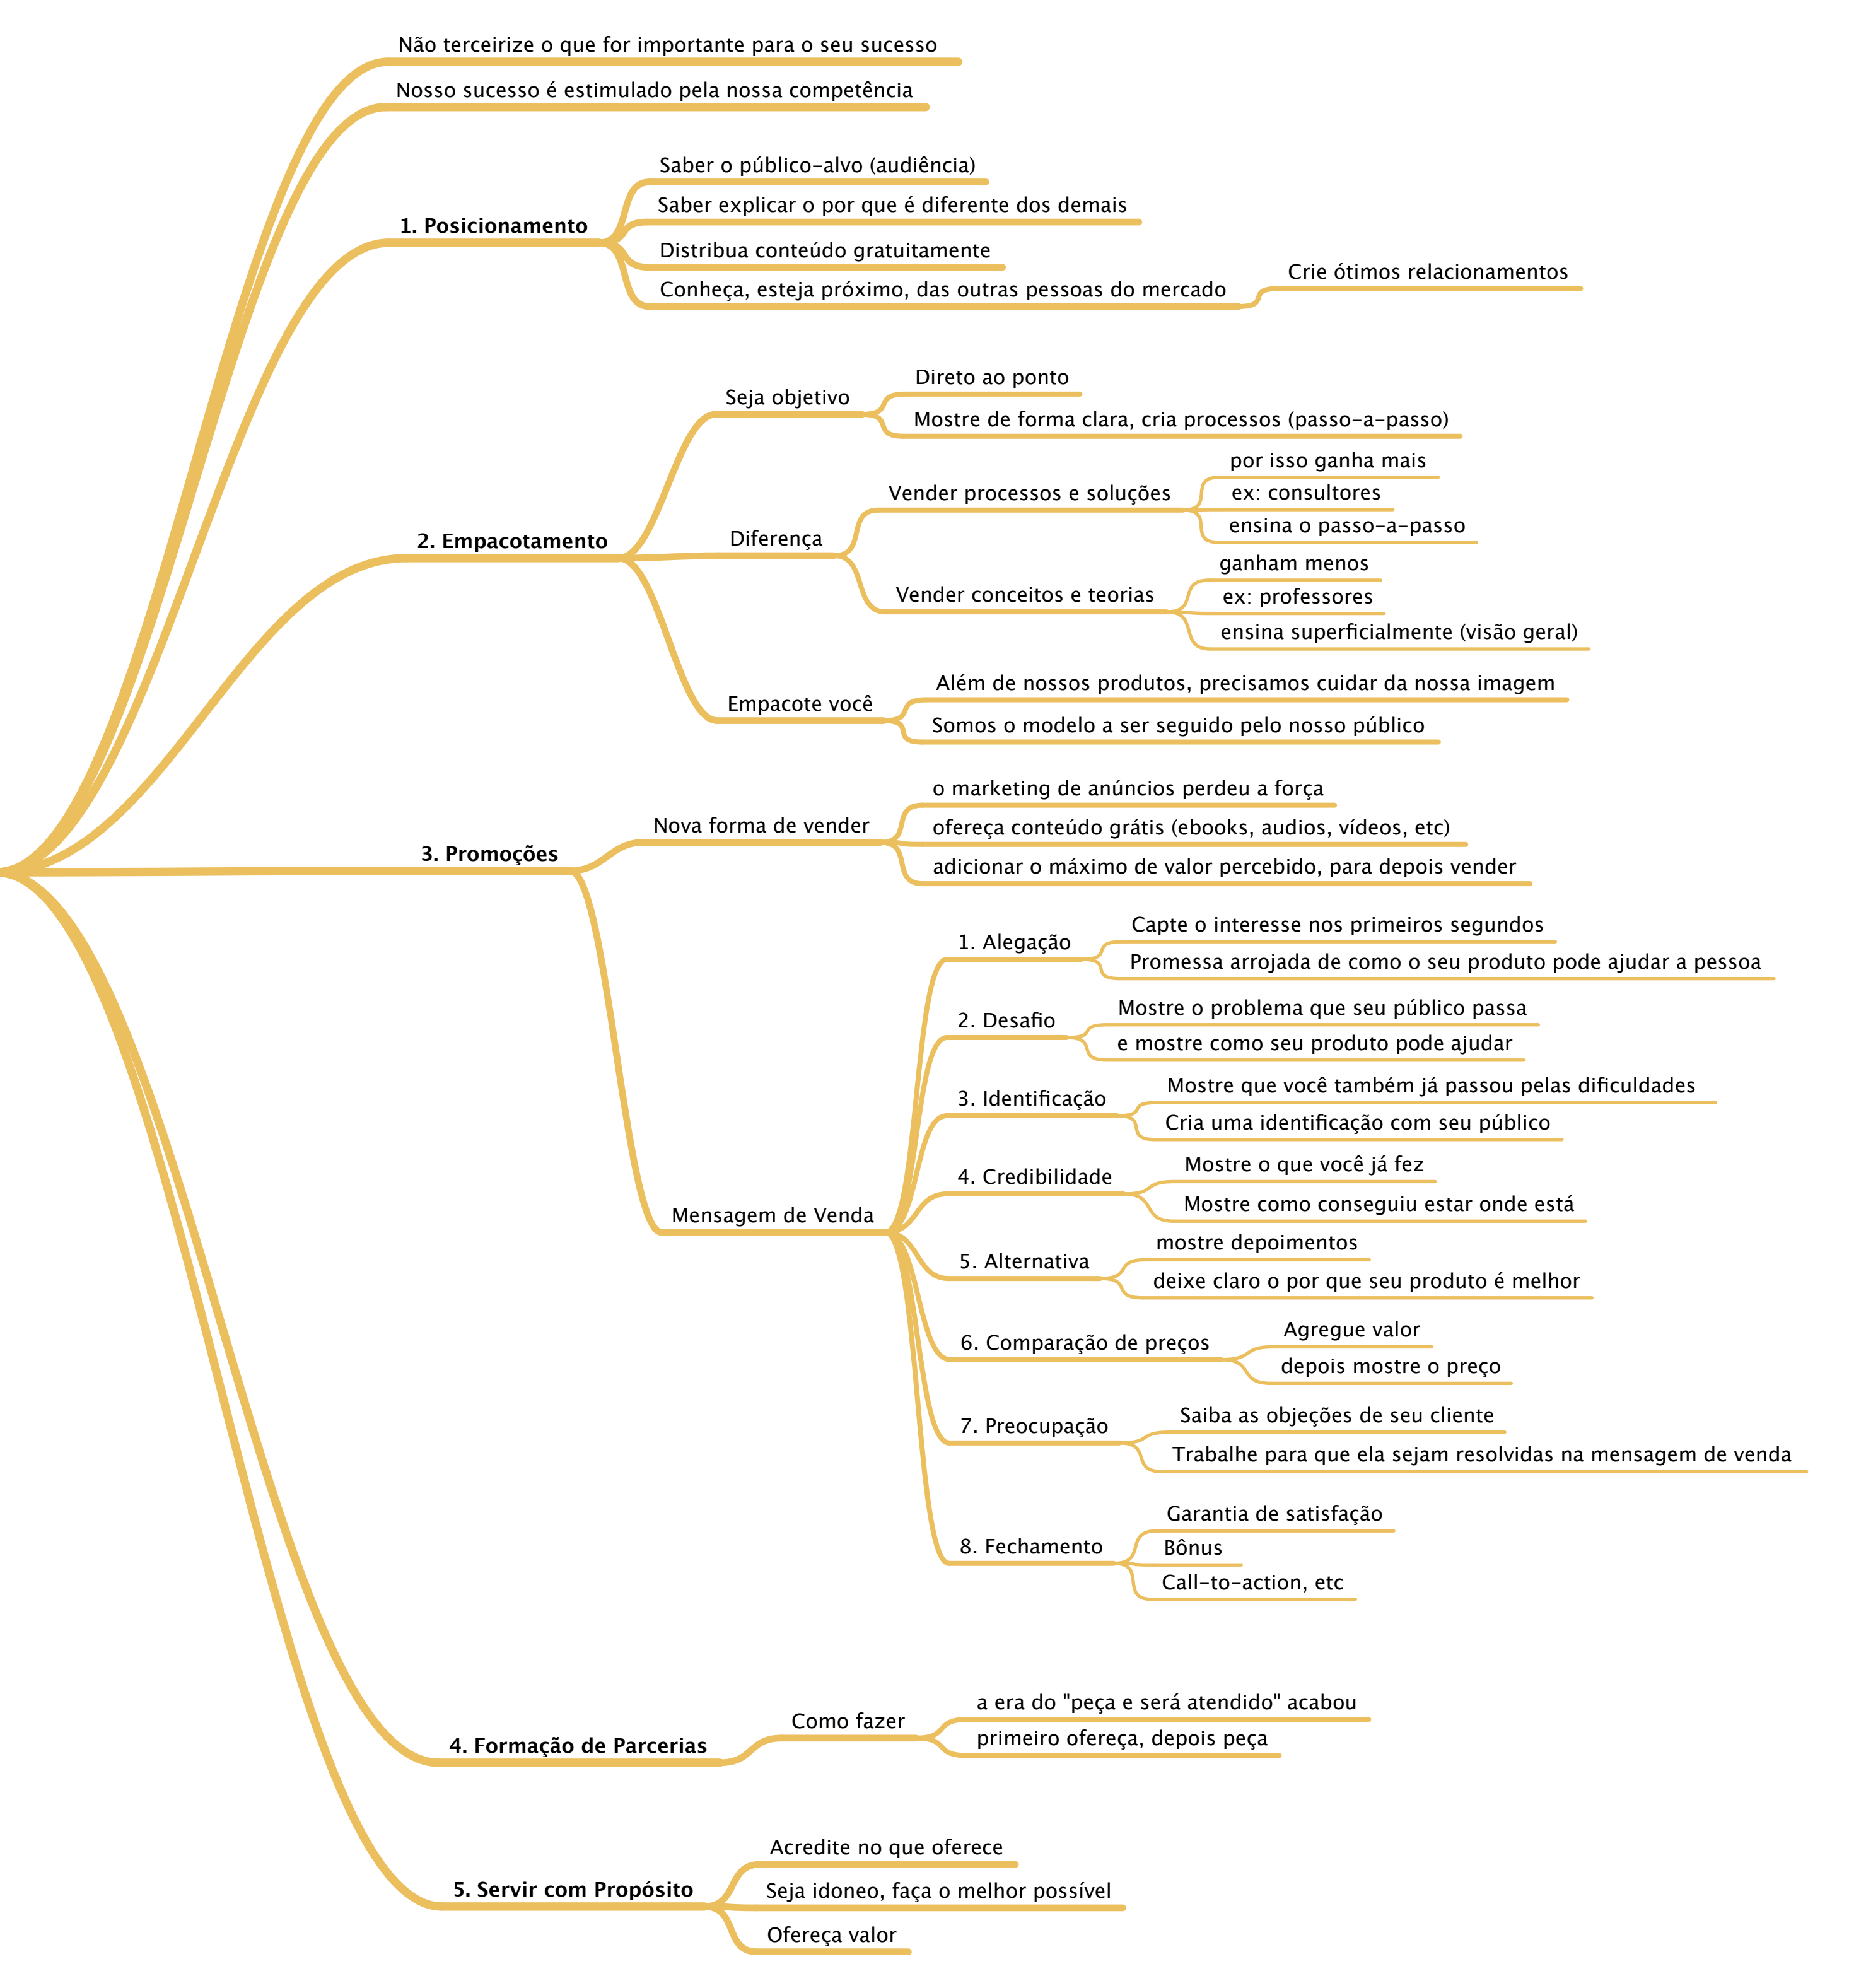 Não terceirize o que for importante para o seu sucesso
Nosso sucesso é estimulado pela nossa competência
1. Posicionamento
Saber o público-alvo (audiência)
Saber explicar o por que é diferente dos demais
Distribua conteúdo gratuitamente
Conheça, esteja próximo, das outras pessoas do mercado
Crie ótimos relacionamentos
2. Empacotamento
Seja objetivo
Direto ao ponto
Mostre de forma clara, cria processos (passo-a-passo)
Diferença
Vender processos e soluções
por isso ganha mais
ex: consultores
ensina o passo-a-passo
Vender conceitos e teorias
ganham menos
ex: professores
ensina superficialmente (visão geral)
Empacote você
Além de nossos produtos, precisamos cuidar da nossa imagem
Somos o modelo a ser seguido pelo nosso público
3. Promoções
Nova forma de vender
o marketing de anúncios perdeu a força
ofereça conteúdo grátis (ebooks, audios, vídeos, etc)
adicionar o máximo de valor percebido, para depois vender
Mensagem de Venda
1. Alegação
Capte o interesse nos primeiros segundos
Promessa arrojada de como o seu produto pode ajudar a pessoa
2. Desafio
Mostre o problema que seu público passa
e mostre como seu produto pode ajudar
3. Identificação
Mostre que você também já passou pelas dificuldades
Cria uma identificação com seu público
4. Credibilidade
Mostre o que você já fez
Mostre como conseguiu estar onde está
5. Alternativa
mostre depoimentos
deixe claro o por que seu produto é melhor
6. Comparação de preços
Agregue valor
depois mostre o preço
7. Preocupação
Saiba as objeções de seu cliente
Trabalhe para que ela sejam resolvidas na mensagem de venda
8. Fechamento
Garantia de satisfação
Bônus
Call-to-action, etc
4. Formação de Parcerias
Como fazer
a era do "peça e será atendido" acabou
primeiro ofereça, depois peça
5. Servir com Propósito
Acredite no que oferece
Seja idoneo, faça o melhor possível
Ofereça valor